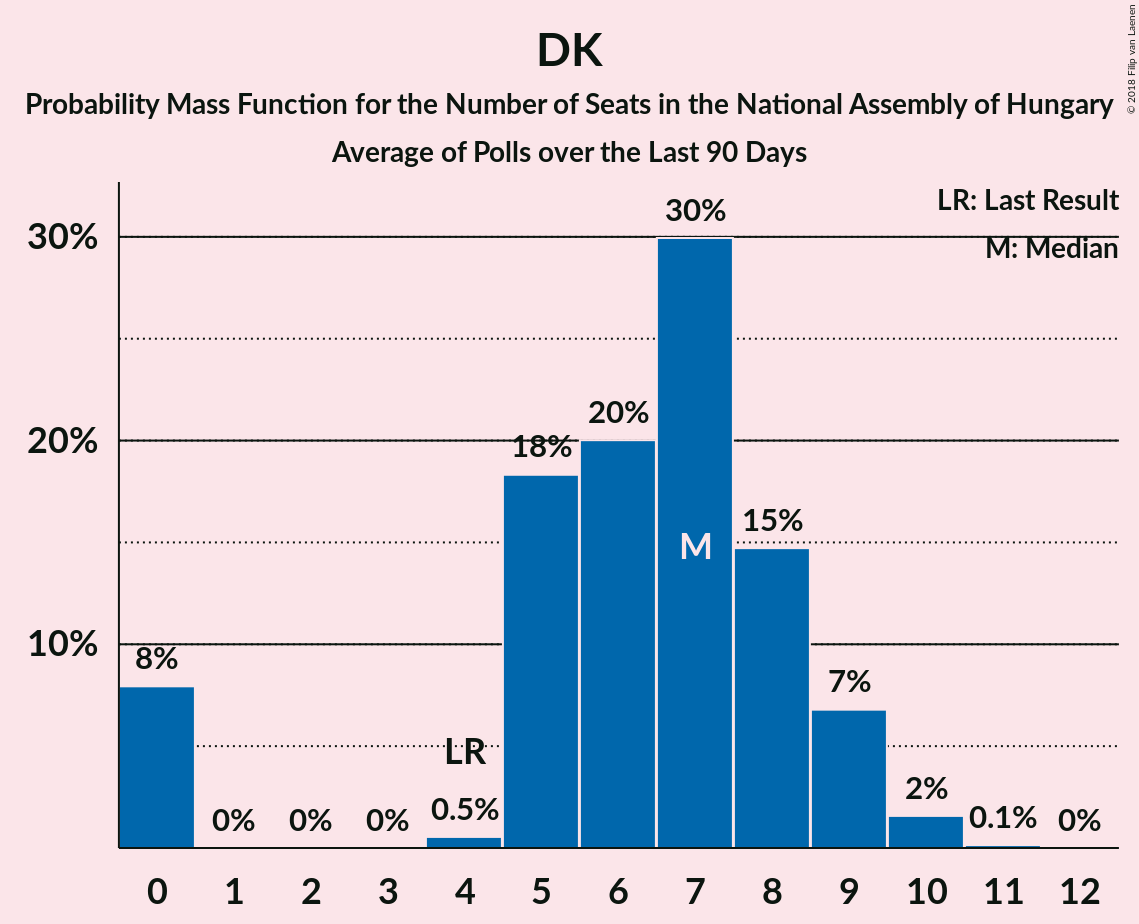 DK
Probability Mass Function for the Number of Seats in the National Assembly of Hungary
Average of Polls over the Last 90 Days
© 2018 Filip van Laenen
LR: Last Result
M: Median
30%
20%
10%
8%
0%
0%
0%
LR
0.5%
18%
20%
30%
M
15%
7%
2%
0.1%
0%
0 1 2 3 4 5 6 7 8 9 10 11 12